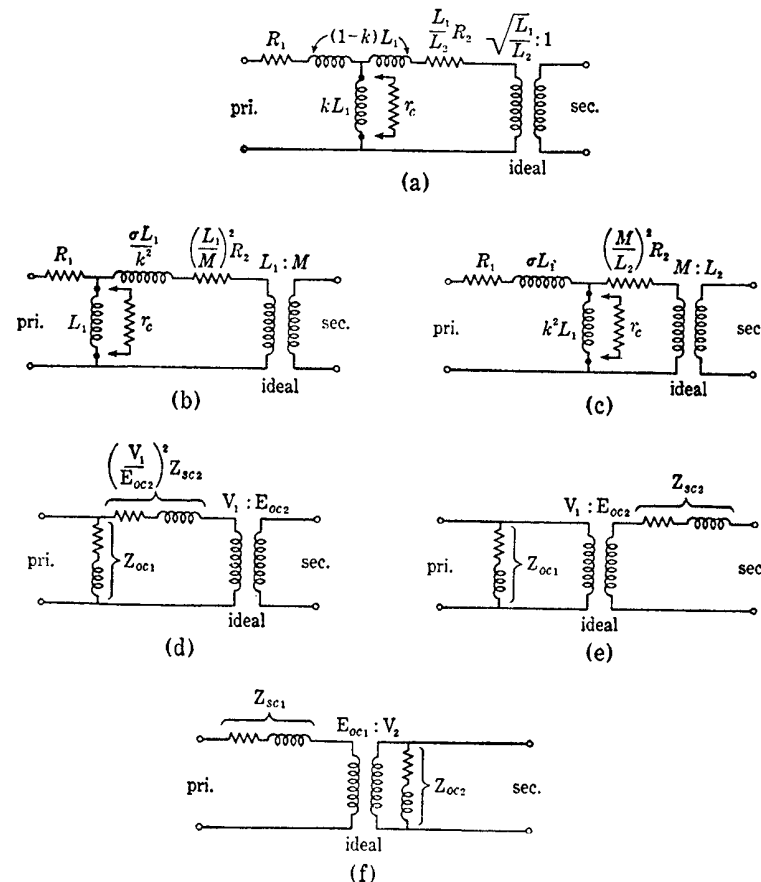 R₁ (1-k)L₁ L₁/L₂ R₂ √L₁/L₂ : 1
pri. kL₁ r_c sec.
ideal
(a)
R₁ σL₁/k² (L₁/M)² R₂ L₁ : M
pri. L₁ r_c sec.
ideal
(b)
R₁ σL₁ (M/L₂)² R₂ M : L₂
pri. k²L₁ r_c sec.
ideal
(c)
(V₁/E_oc2)² Z_sc2
V₁ : E_oc2
pri. Z_oc1 sec.
ideal
(d)
V₁ : E_oc2 Z_sc2
pri. Z_oc1 sec
ideal
(e)
Z_sc1
E_oc1 : V₂
pri. Z_oc2 sec.
ideal
(f)